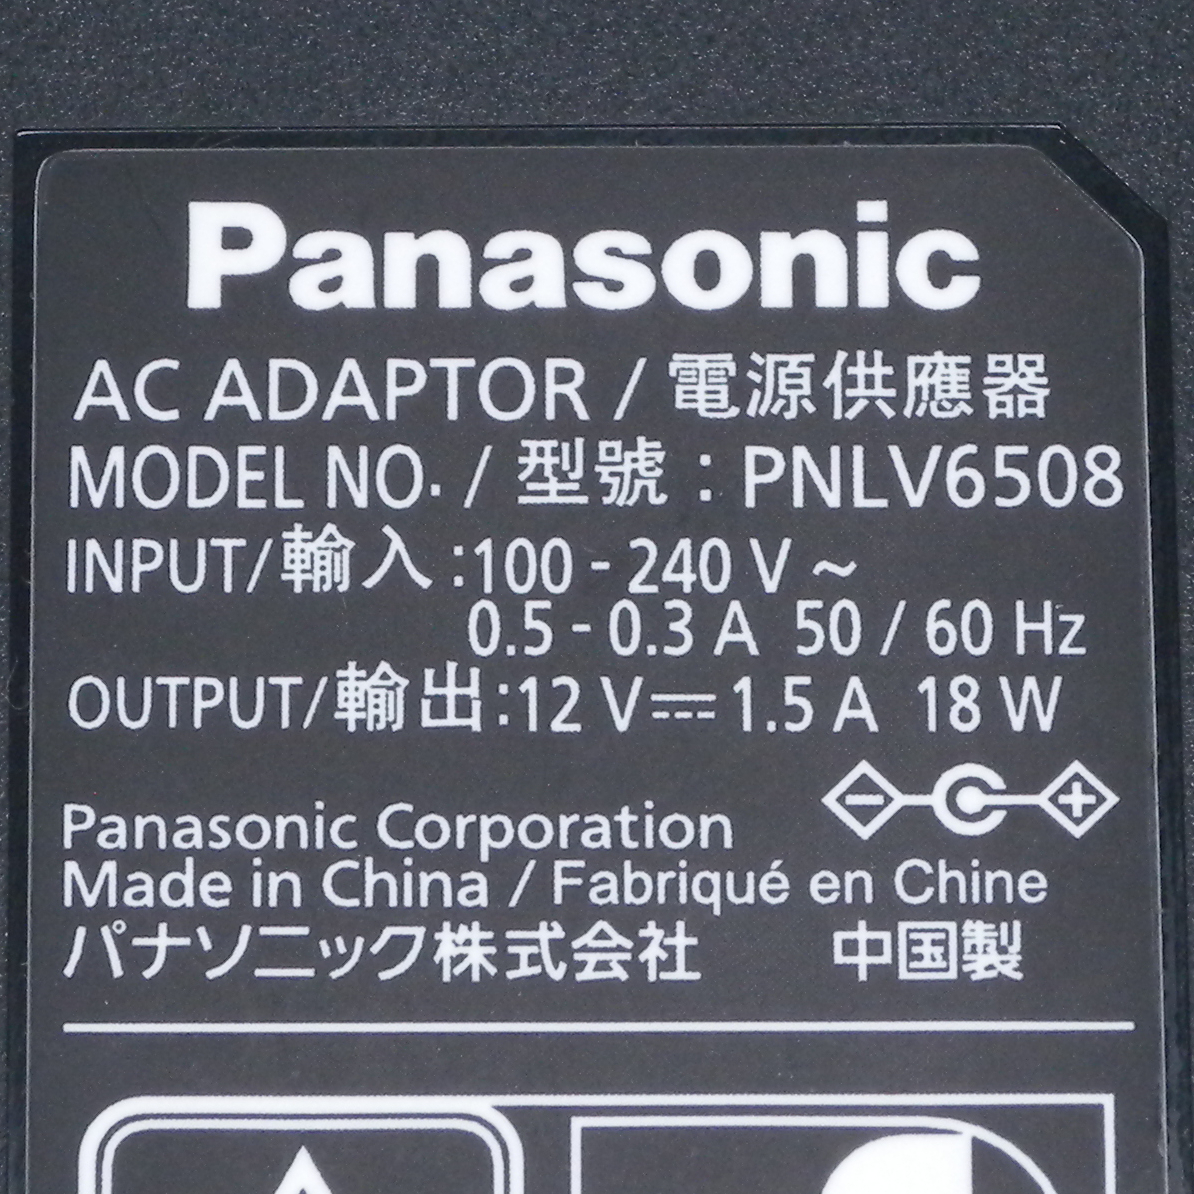 Panasonic
AC ADAPTOR / 電源供應器
MODEL NO. / 型號 : PNLV6508
INPUT/輸入 :100 - 240 V ~
0.5 - 0.3 A 50 / 60 Hz
OUTPUT/輸出:12 V⎓1.5 A 18 W
Panasonic Corporation
Made in China / Fabriqué en Chine
パナソニック株式会社 中国製